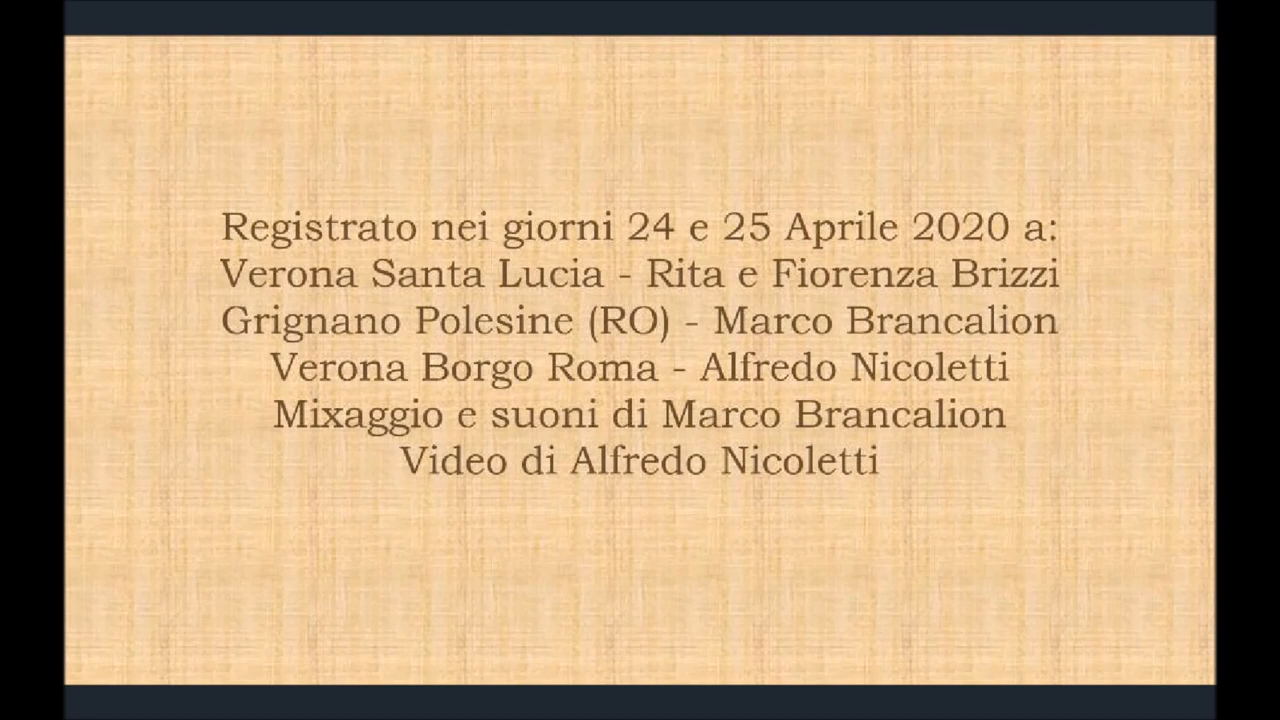 Registrato nei giorni 24 e 25 Aprile 2020 a:
Verona Santa Lucia - Rita e Fiorenza Brizzi
Grignano Polesine (RO) - Marco Brancalion
Verona Borgo Roma - Alfredo Nicoletti
Mixaggio e suoni di Marco Brancalion
Video di Alfredo Nicoletti